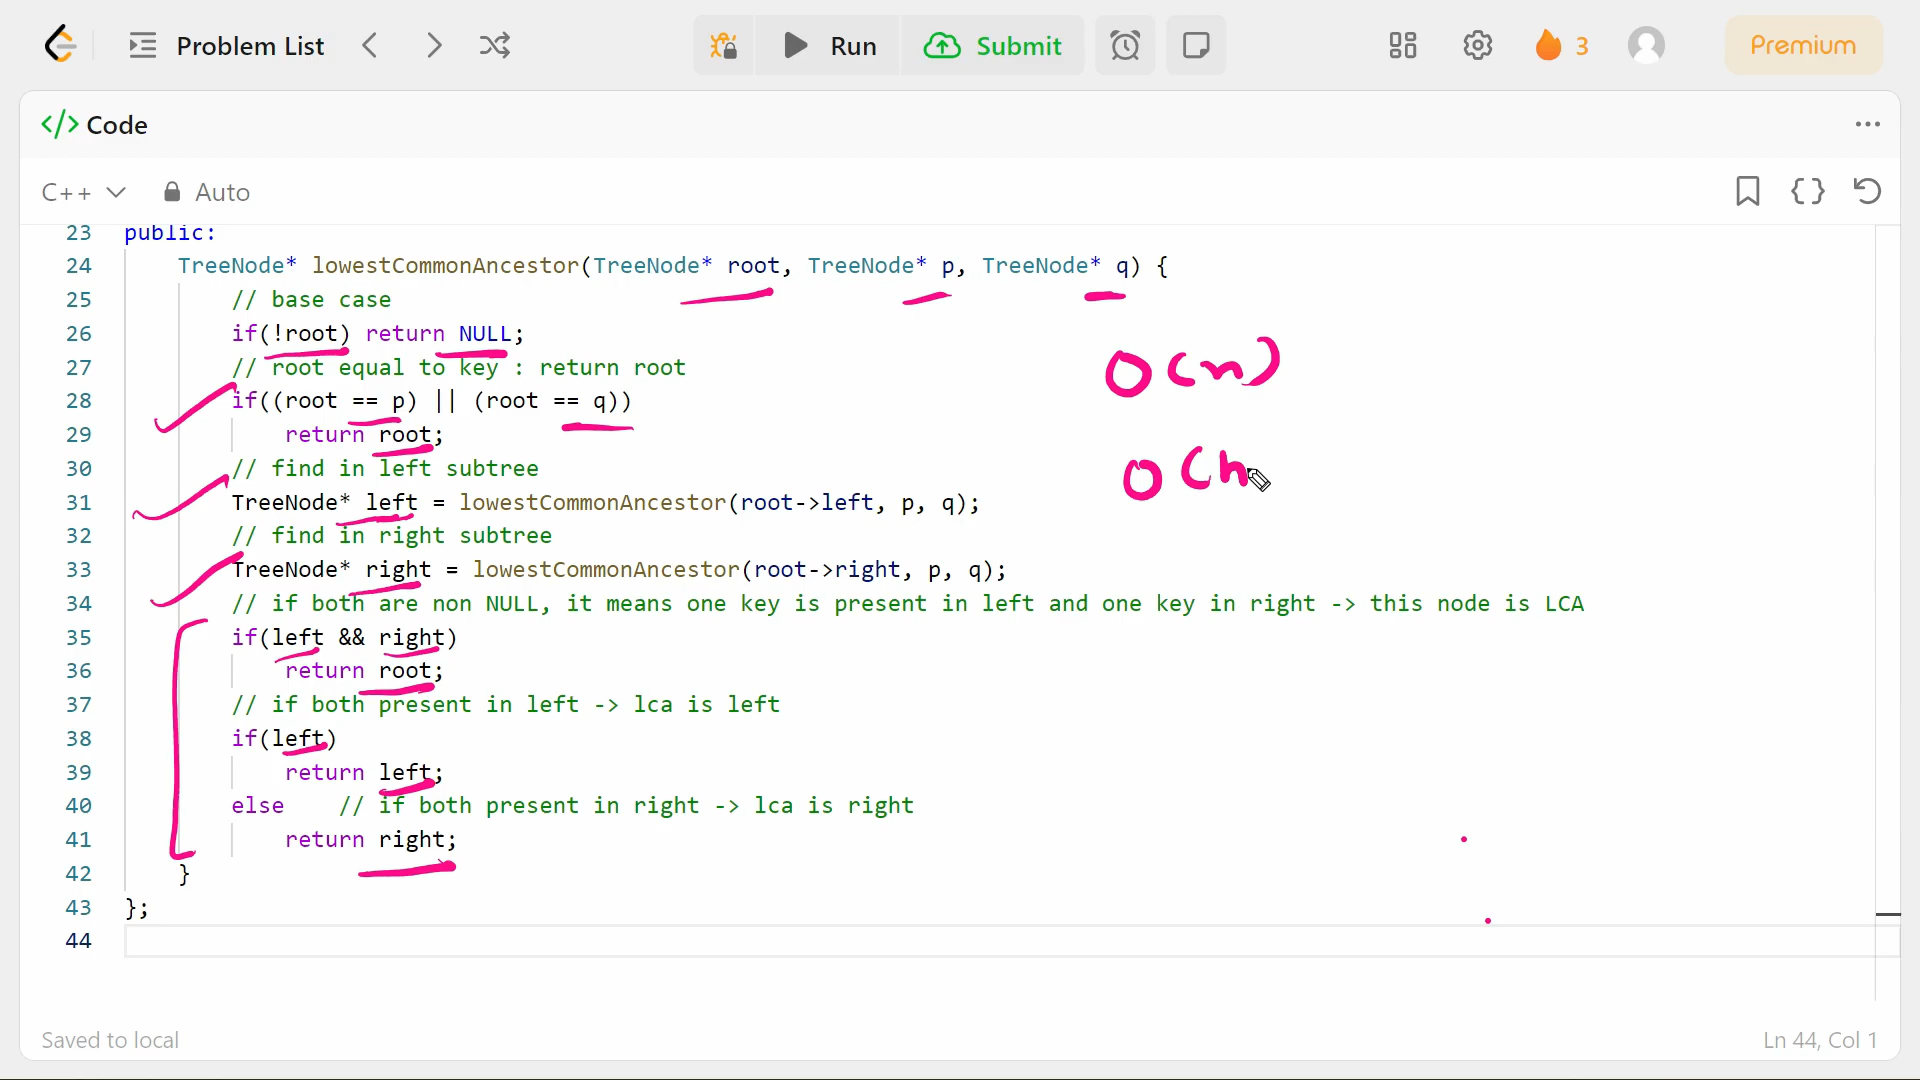 Problem List
Run
Submit
3
Premium
</> Code
C++
Auto
23 public:
24 TreeNode* lowestCommonAncestor(TreeNode* root, TreeNode* p, TreeNode* q) {
25 // base case
26 if(!root) return NULL;
27 // root equal to key : return root
28 if((root == p) || (root == q))
29 return root;
30 // find in left subtree
31 TreeNode* left = lowestCommonAncestor(root->left, p, q);
32 // find in right subtree
33 TreeNode* right = lowestCommonAncestor(root->right, p, q);
34 // if both are non NULL, it means one key is present in left and one key in right -> this node is LCA
35 if(left && right)
36 return root;
37 // if both present in left -> lca is left
38 if(left)
39 return left;
40 else // if both present in right -> lca is right
41 return right;
42 }
43 };
44
O(n)
O(h
Saved to local
Ln 44, Col 1